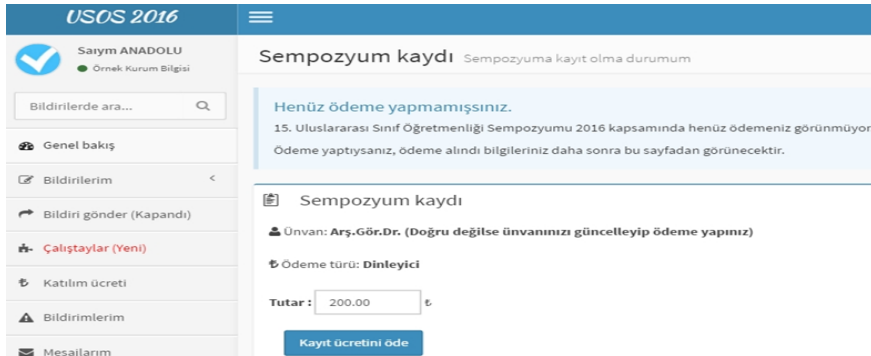 USOS 2016
Saıym ANADOLU
Örnek Kurum Bilgisi
Bildirilerde ara...
Genel bakış
Bildirilerim
Bildiri gönder (Kapandı)
Çalıştaylar (Yeni)
Katılım ücreti
Bildirimlerim
Mesajlarım
Sempozyum kaydı Sempozyuma kayıt olma durumum
Henüz ödeme yapmamışsınız.
15. Uluslararası Sınıf Öğretmenliği Sempozyumu 2016 kapsamında henüz ödemeniz görünmüyor
Ödeme yaptıysanız, ödeme alındı bilgileriniz daha sonra bu sayfadan görünecektir.
Sempozyum kaydı
Ünvan: Arş.Gör.Dr. (Doğru değilse ünvanınızı güncelleyip ödeme yapınız)
₺ Ödeme türü: Dinleyici
Tutar : 200.00 ₺
Kayıt ücretini öde